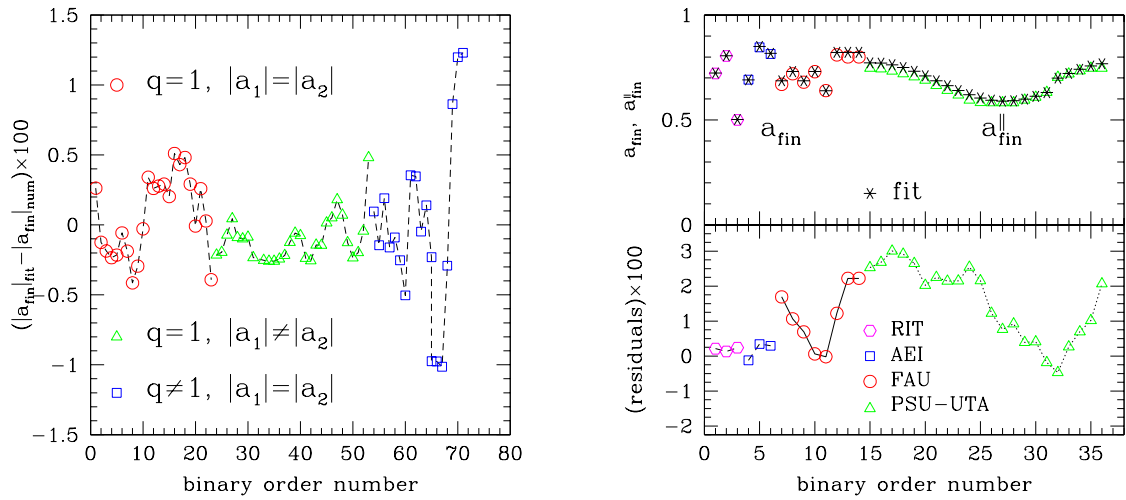 (|a_fin|_fit−|a_fin|_num)×100
1.5
1
0.5
0
−0.5
−1
−1.5
q=1, |a_1|=|a_2|
q=1, |a_1|≠|a_2|
q≠1, |a_1|=|a_2|
0 10 20 30 40 50 60 70 80
binary order number
a_fin, a_fin^||
1
0.5
0
a_fin
a_fin^||
fit
(residuals)×100
3
2
1
0
−1
−2
RIT
AEI
FAU
PSU−UTA
0 5 10 15 20 25 30 35
binary order number